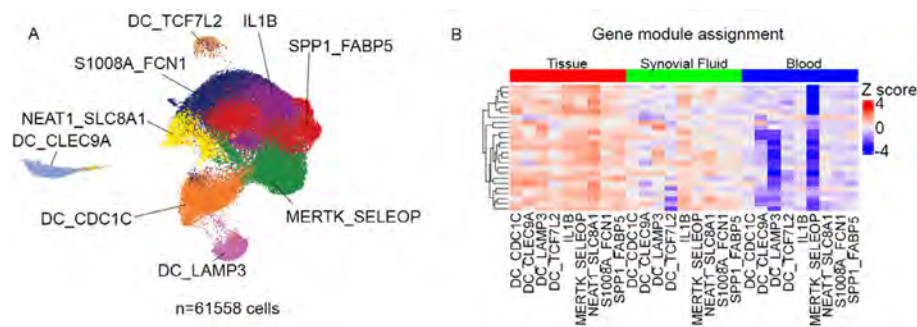 A
DC_TCF7L2
IL1B
SPP1_FABP5
S1008A_FCN1
NEAT1_SLC8A1
DC_CLEC9A
DC_CDC1C
MERTK_SELEOP
DC_LAMP3
n=61558 cells
B
Gene module assignment
Tissue
Synovial Fluid
Blood
Z score
4
0
-4
DC_CDC1C
DC_CLEC9A
DC_LAMP3
DC_TCF7L2
IL1B
MERTK_SELEOP
NEAT1_SLC8A1
S1008A_FCN1
SPP1_FABP5
DC_CDC1C
DC_CLEC9A
DC_LAMP3
DC_TCF7L2
IL1B
MERTK_SELEOP
NEAT1_SLC8A1
S1008A_FCN1
SPP1_FABP5
DC_CDC1C
DC_CLEC9A
DC_LAMP3
DC_TCF7L2
IL1B
MERTK_SELEOP
NEAT1_SLC8A1
S1008A_FCN1
SPP1_FABP5